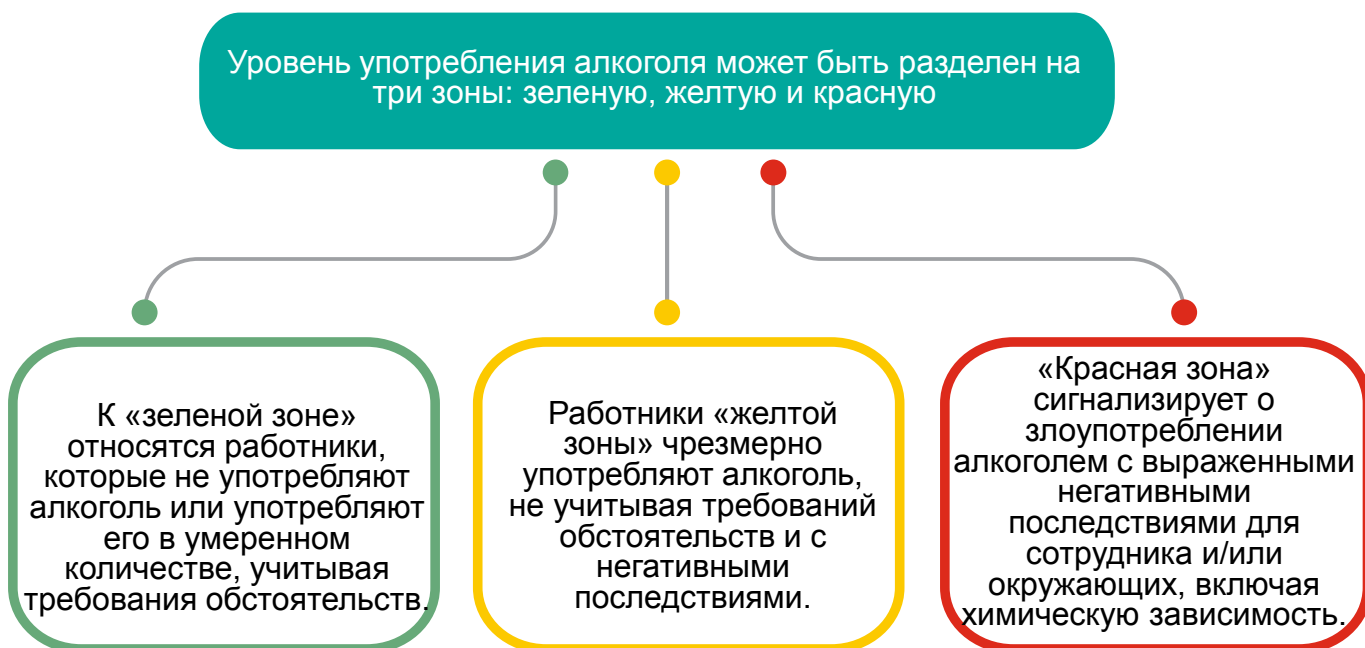 Уровень употребления алкоголя может быть разделен на
три зоны: зеленую, желтую и красную
К «зеленой зоне»
относятся работники,
которые не употребляют
алкоголь или употребляют
его в умеренном
количестве, учитывая
требования обстоятельств.
Работники «желтой
зоны» чрезмерно
употребляют алкоголь,
не учитывая требований
обстоятельств и с
негативными
последствиями.
«Красная зона»
сигнализирует о
злоупотреблении
алкоголем с выраженными
негативными
последствиями для
сотрудника и/или
окружающих, включая
химическую зависимость.